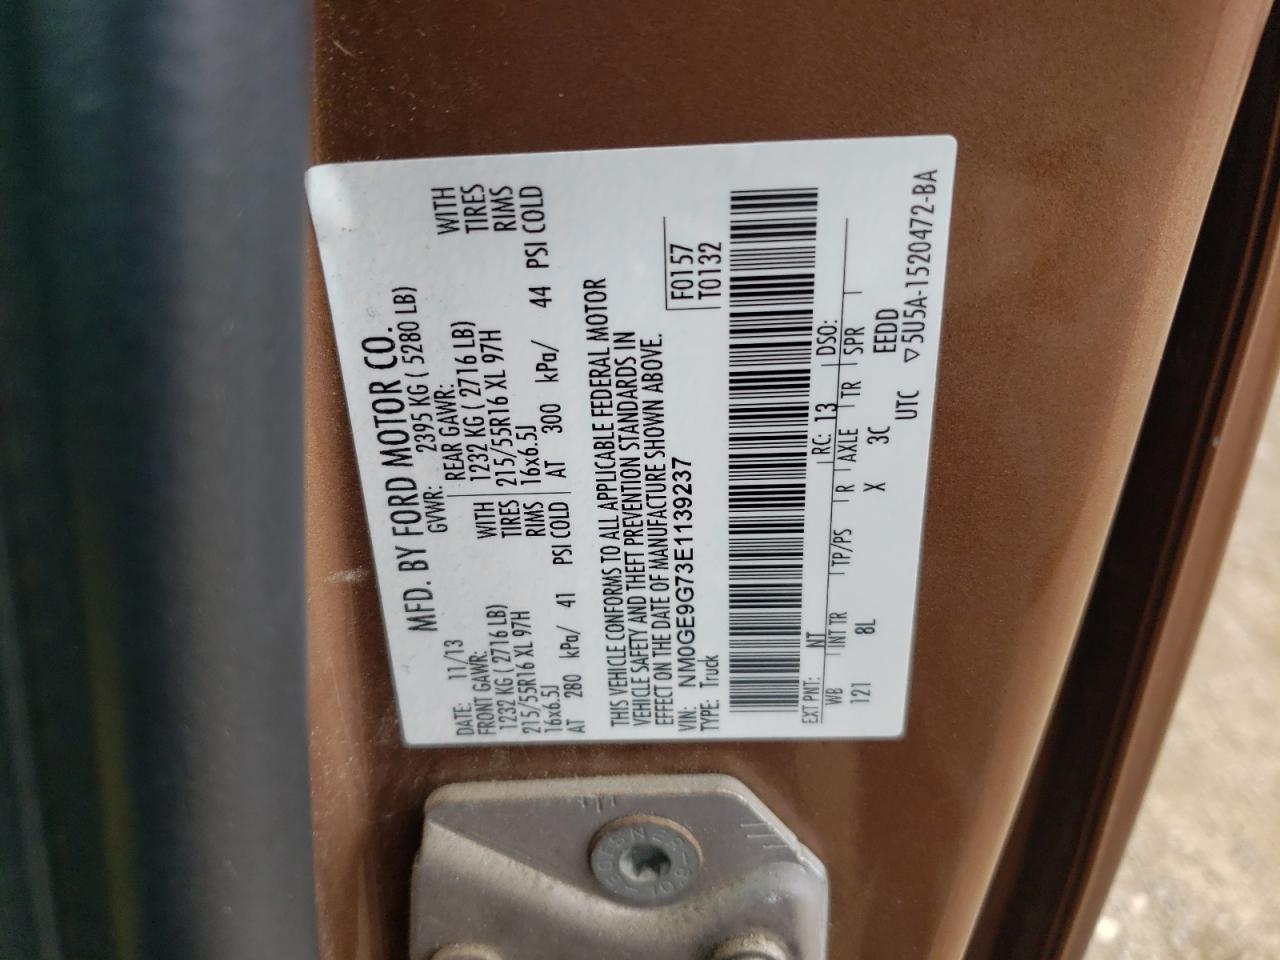 MFD. BY FORD MOTOR CO.
DATE: 11/13 GVWR: 2395 KG ( 5280 LB)
FRONT GAWR: REAR GAWR:
1232 KG ( 2716 LB) WITH 1232 KG ( 2716 LB) WITH
215/55R16 XL 97H TIRES 215/55R16 XL 97H TIRES
16x6.5J RIMS 16x6.5J RIMS
AT 280 kPa/ 41 PSI COLD AT 300 kPa/ 44 PSI COLD
THIS VEHICLE CONFORMS TO ALL APPLICABLE FEDERAL MOTOR
VEHICLE SAFETY AND THEFT PREVENTION STANDARDS IN
EFFECT ON THE DATE OF MANUFACTURE SHOWN ABOVE.
VIN: NM0GE9G73E1139237 F0157
TYPE: Truck T0132
EXT PNT: NT RC: 13 DSO:
WB INT TR TP/PS R AXLE TR SPR
121 8L X 3C EEDD
UTC ▽5U5A-1520472-BA